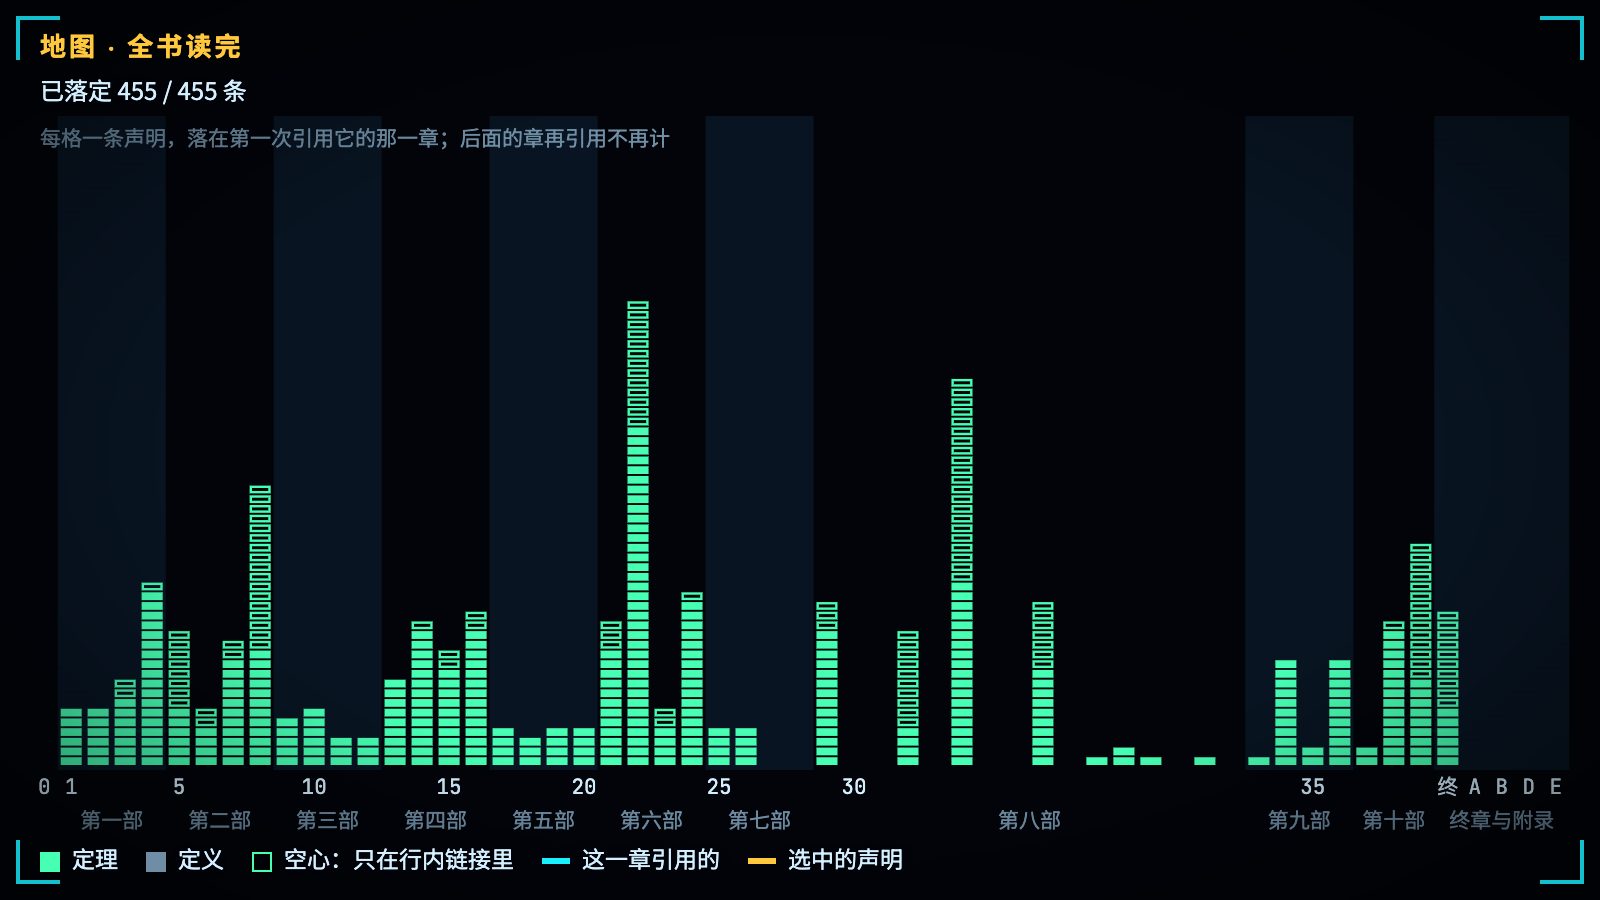 地图 · 全书读完
已落定 455 / 455 条
每格一条声明，落在第一次引用它的那一章；后面的章再引用不再计
0 1 5 10 15 20 25 30 35 终 A B D E
第一部 第二部 第三部 第四部 第五部 第六部 第七部 第八部 第九部 第十部 终章与附录
定理 定义 空心：只在行内链接里 这一章引用的 选中的声明